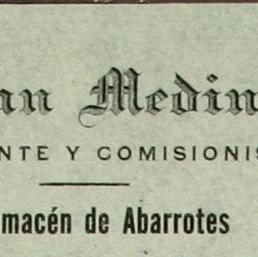 an Medin
NTE Y COMISIONIS
macén de Abarrotes